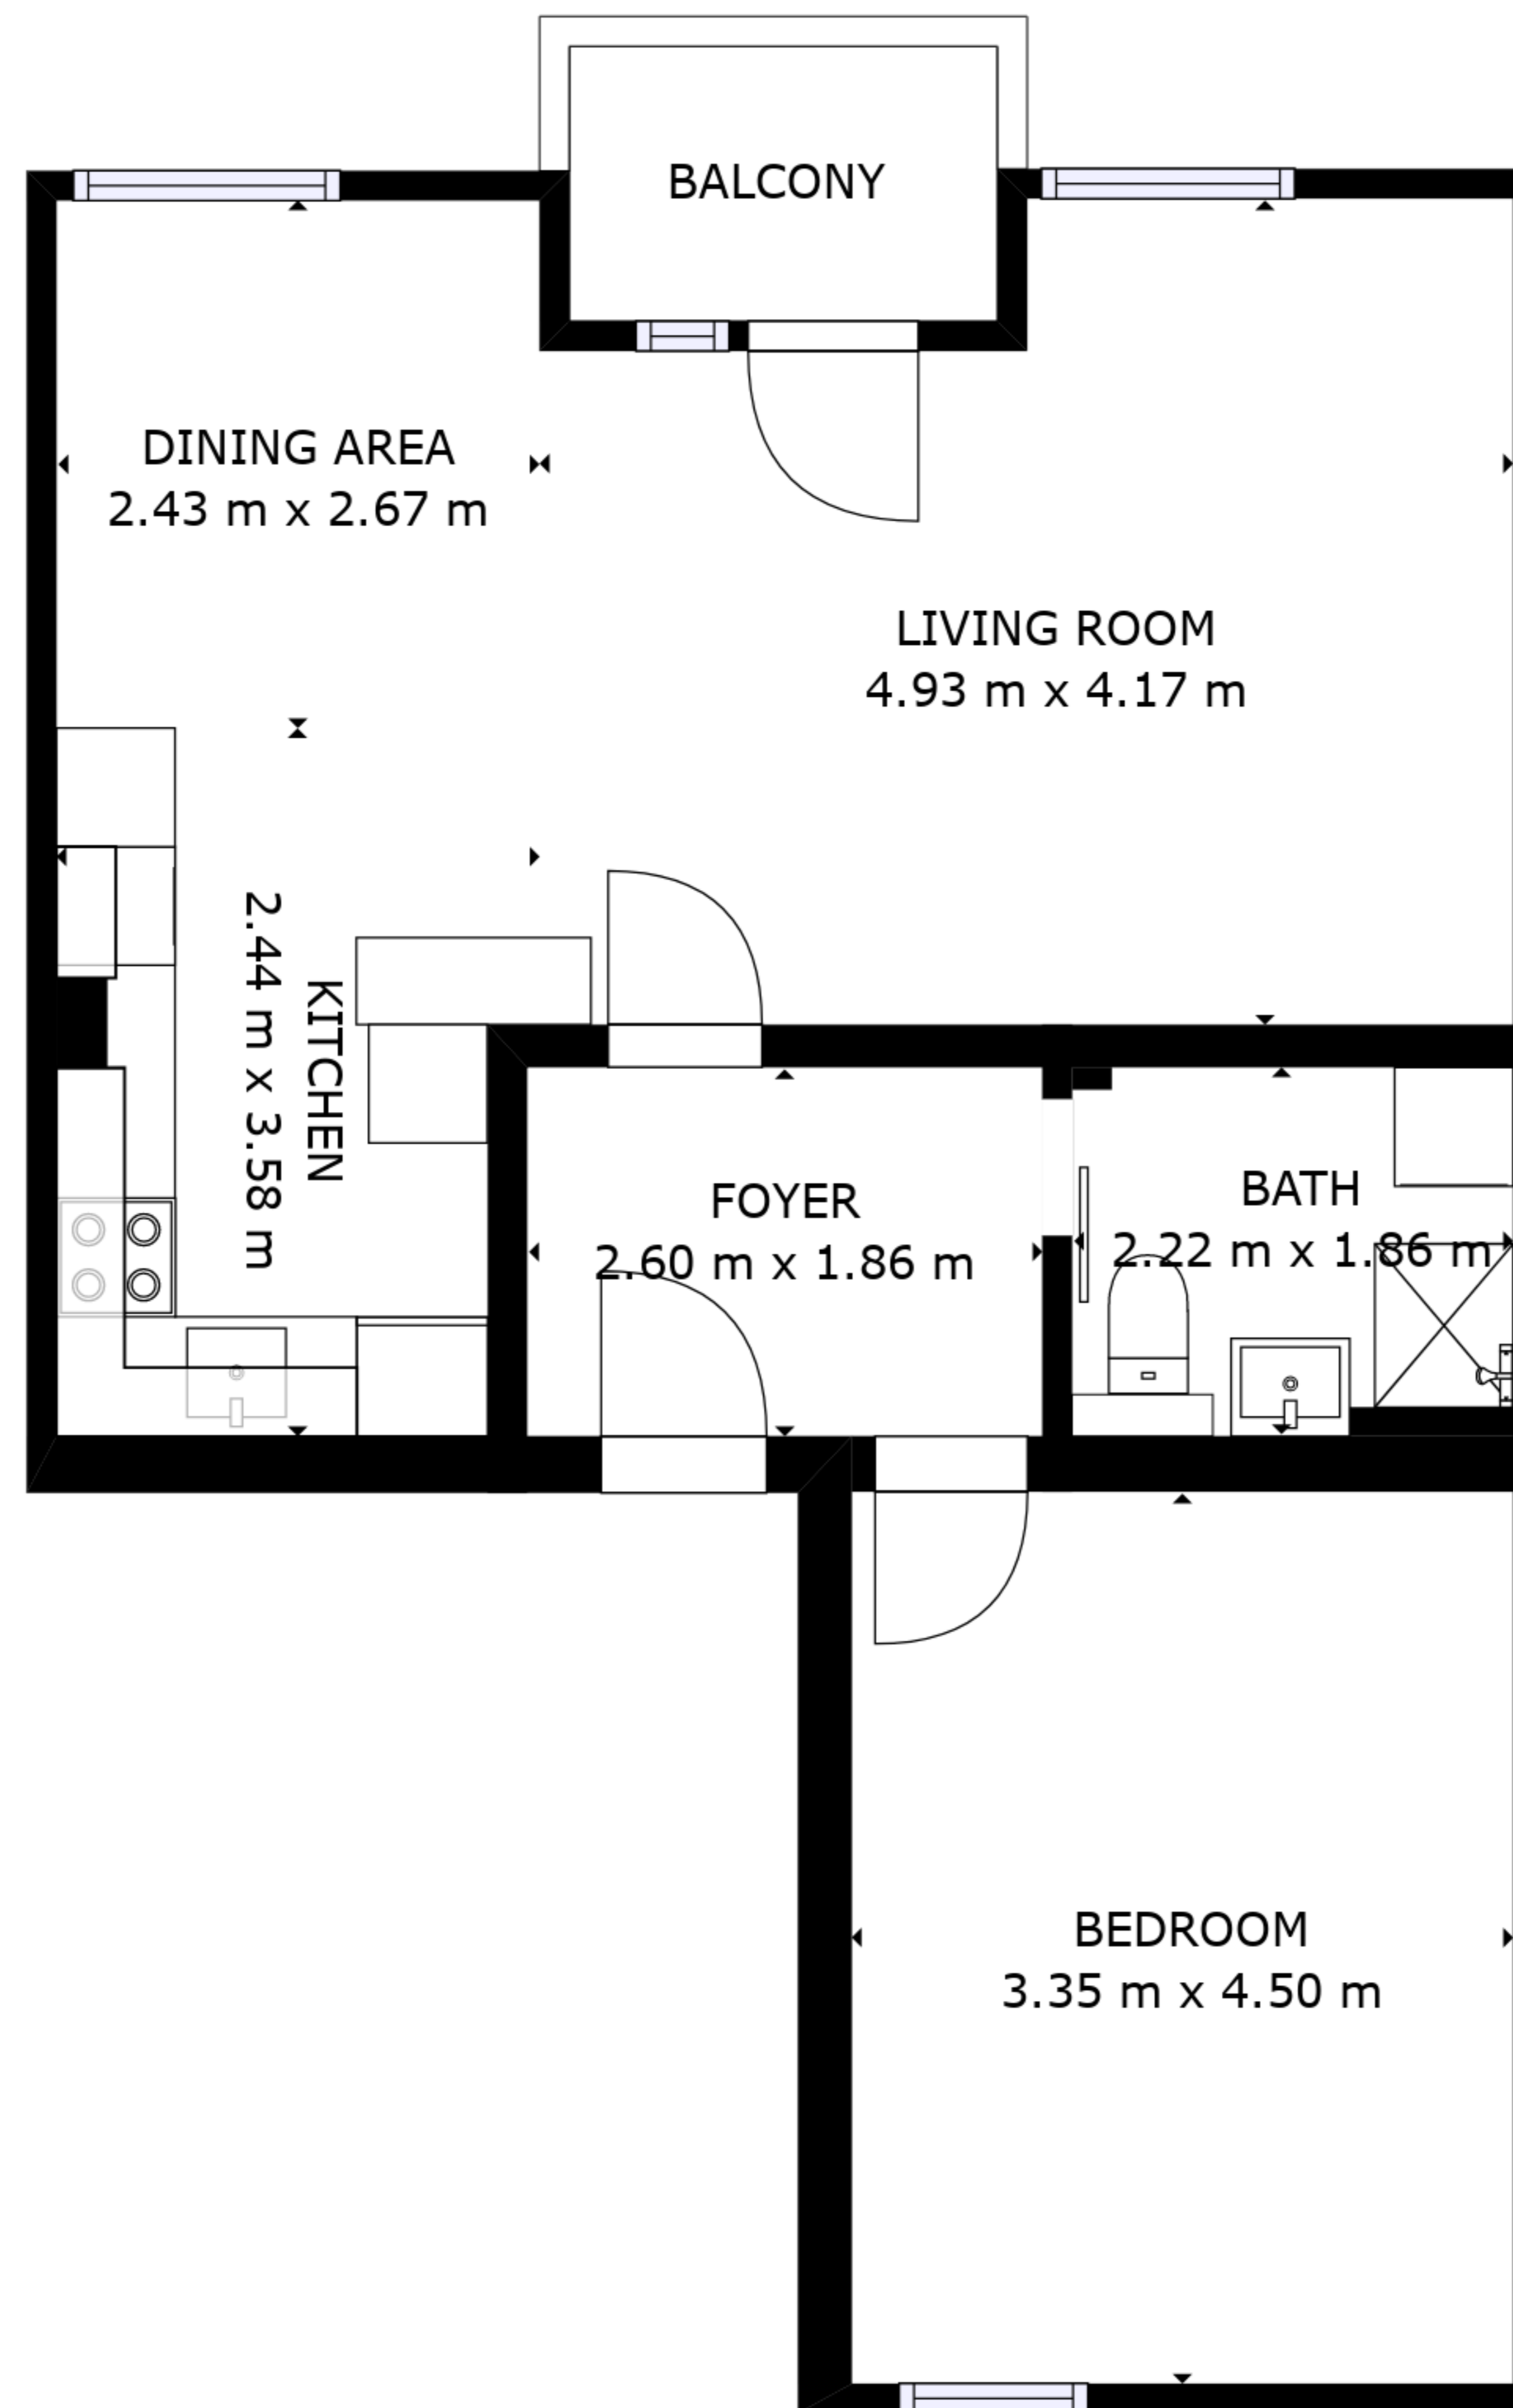 BALCONY
DINING AREA
2.43 m x 2.67 m
LIVING ROOM
4.93 m x 4.17 m
KITCHEN
2.44 m x 3.58 m
FOYER
2.60 m x 1.86 m
BATH
2.22 m x 1.86 m
BEDROOM
3.35 m x 4.50 m